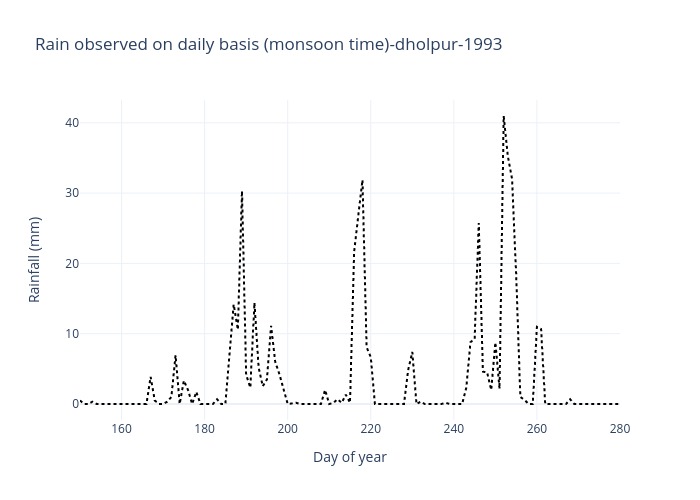 Rain observed on daily basis (monsoon time)-dholpur-1993
40
30
20
10
0
Rainfall (mm)
160 180 200 220 240 260 280
Day of year